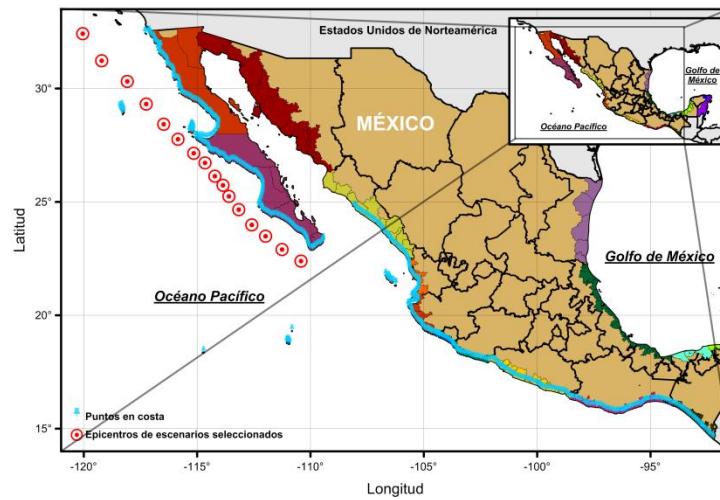 Estados Unidos de Norteamérica
Golfo de
México
Océano Pacífico
MÉXICO
Golfo de México
Océano Pacífico
Puntos en costa
Epicentros de escenarios seleccionados
Latitud
30°
25°
20°
15°
-120°
-115°
-110°
-105°
-100°
-95°
Longitud